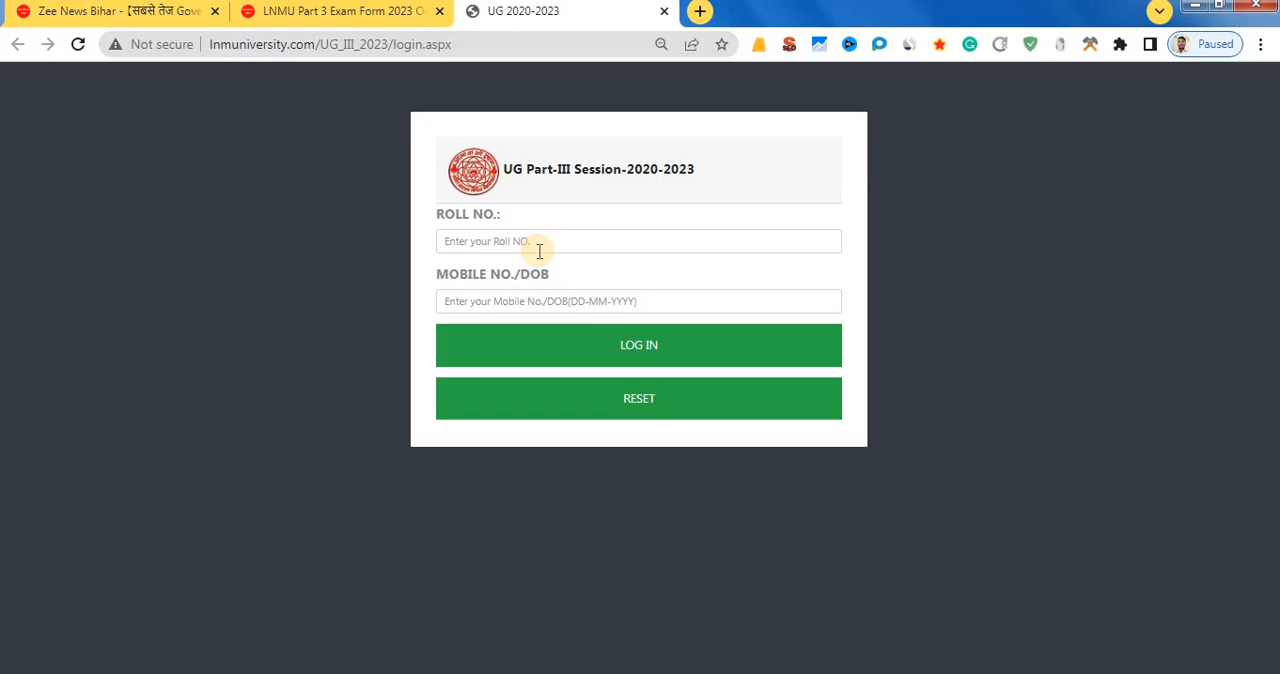 Zee News Bihar - 【सबसे तेज Gove
LNMU Part 3 Exam Form 2023 O
UG 2020-2023
Not secure
lnmuniversity.com/UG_III_2023/login.aspx
Paused
UG Part-III Session-2020-2023
ROLL NO.:
Enter your Roll NO.
MOBILE NO./DOB
Enter your Mobile No./DOB(DD-MM-YYYY)
LOG IN
RESET